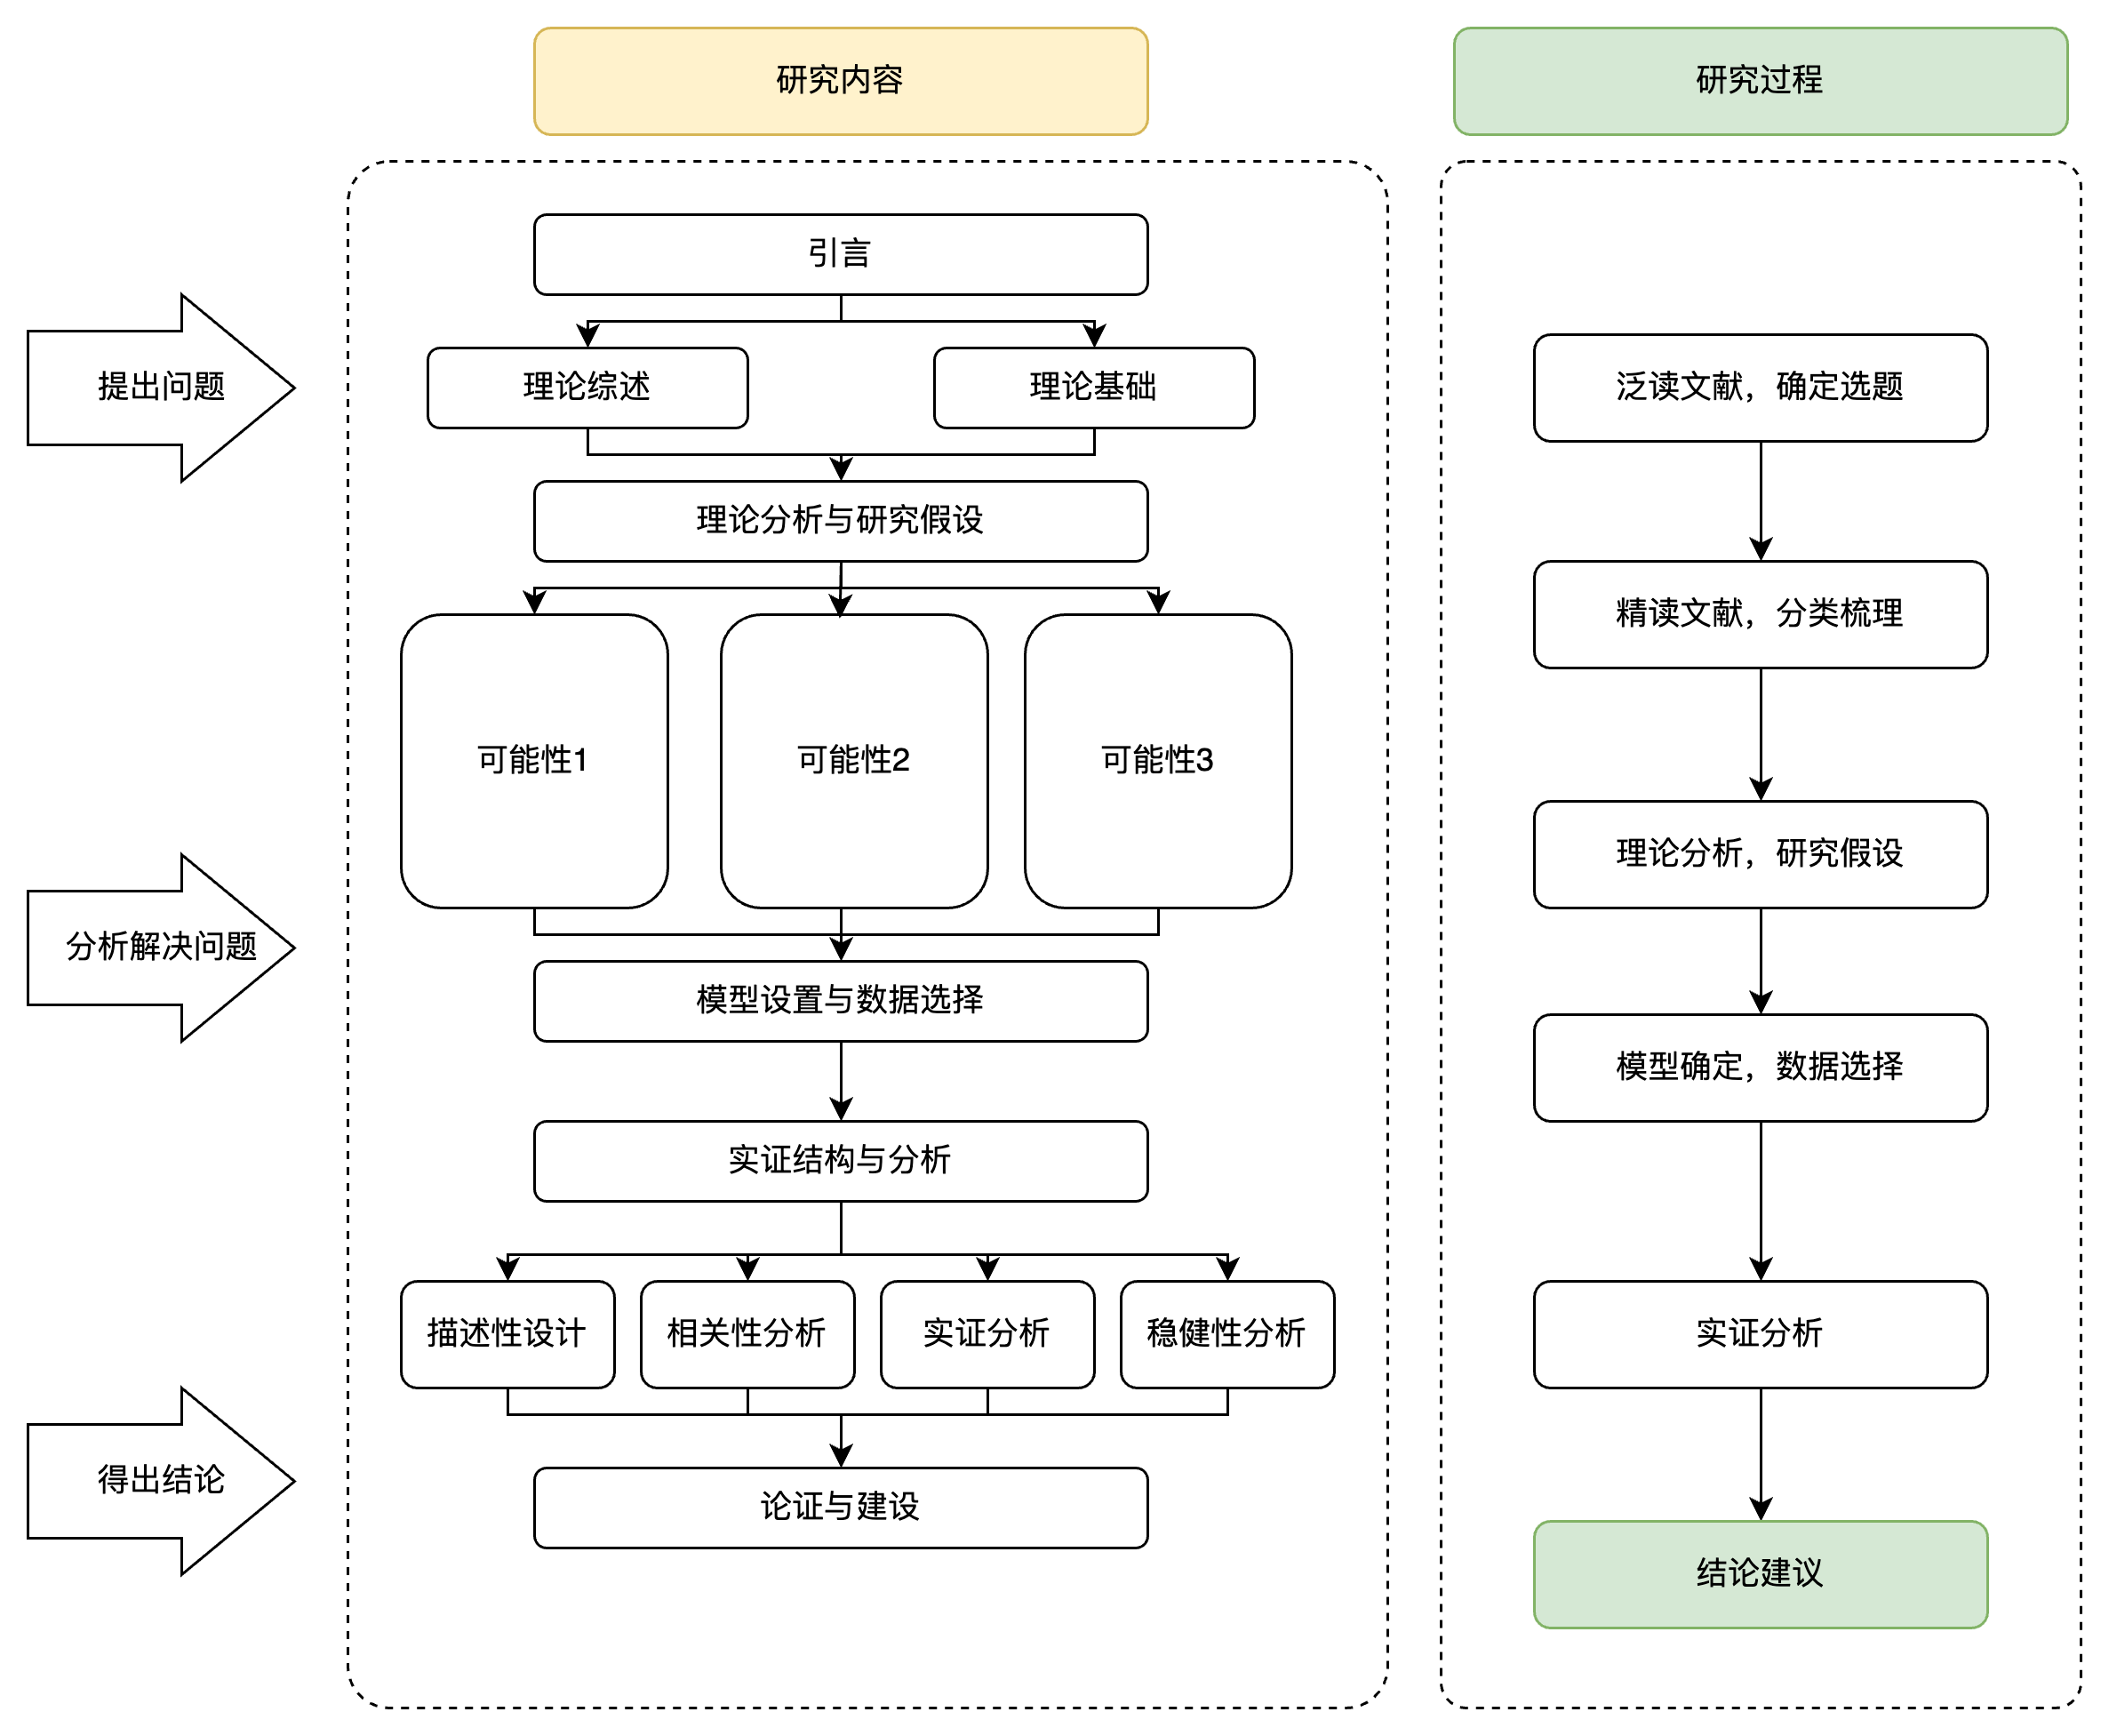 研究内容
研究过程
提出问题
分析解决问题
得出结论
引言
理论综述
理论基础
理论分析与研究假设
可能性1
可能性2
可能性3
模型设置与数据选择
实证结构与分析
描述性设计
相关性分析
实证分析
稳健性分析
论证与建设
泛读文献，确定选题
精读文献，分类梳理
理论分析，研究假设
模型确定，数据选择
实证分析
结论建议